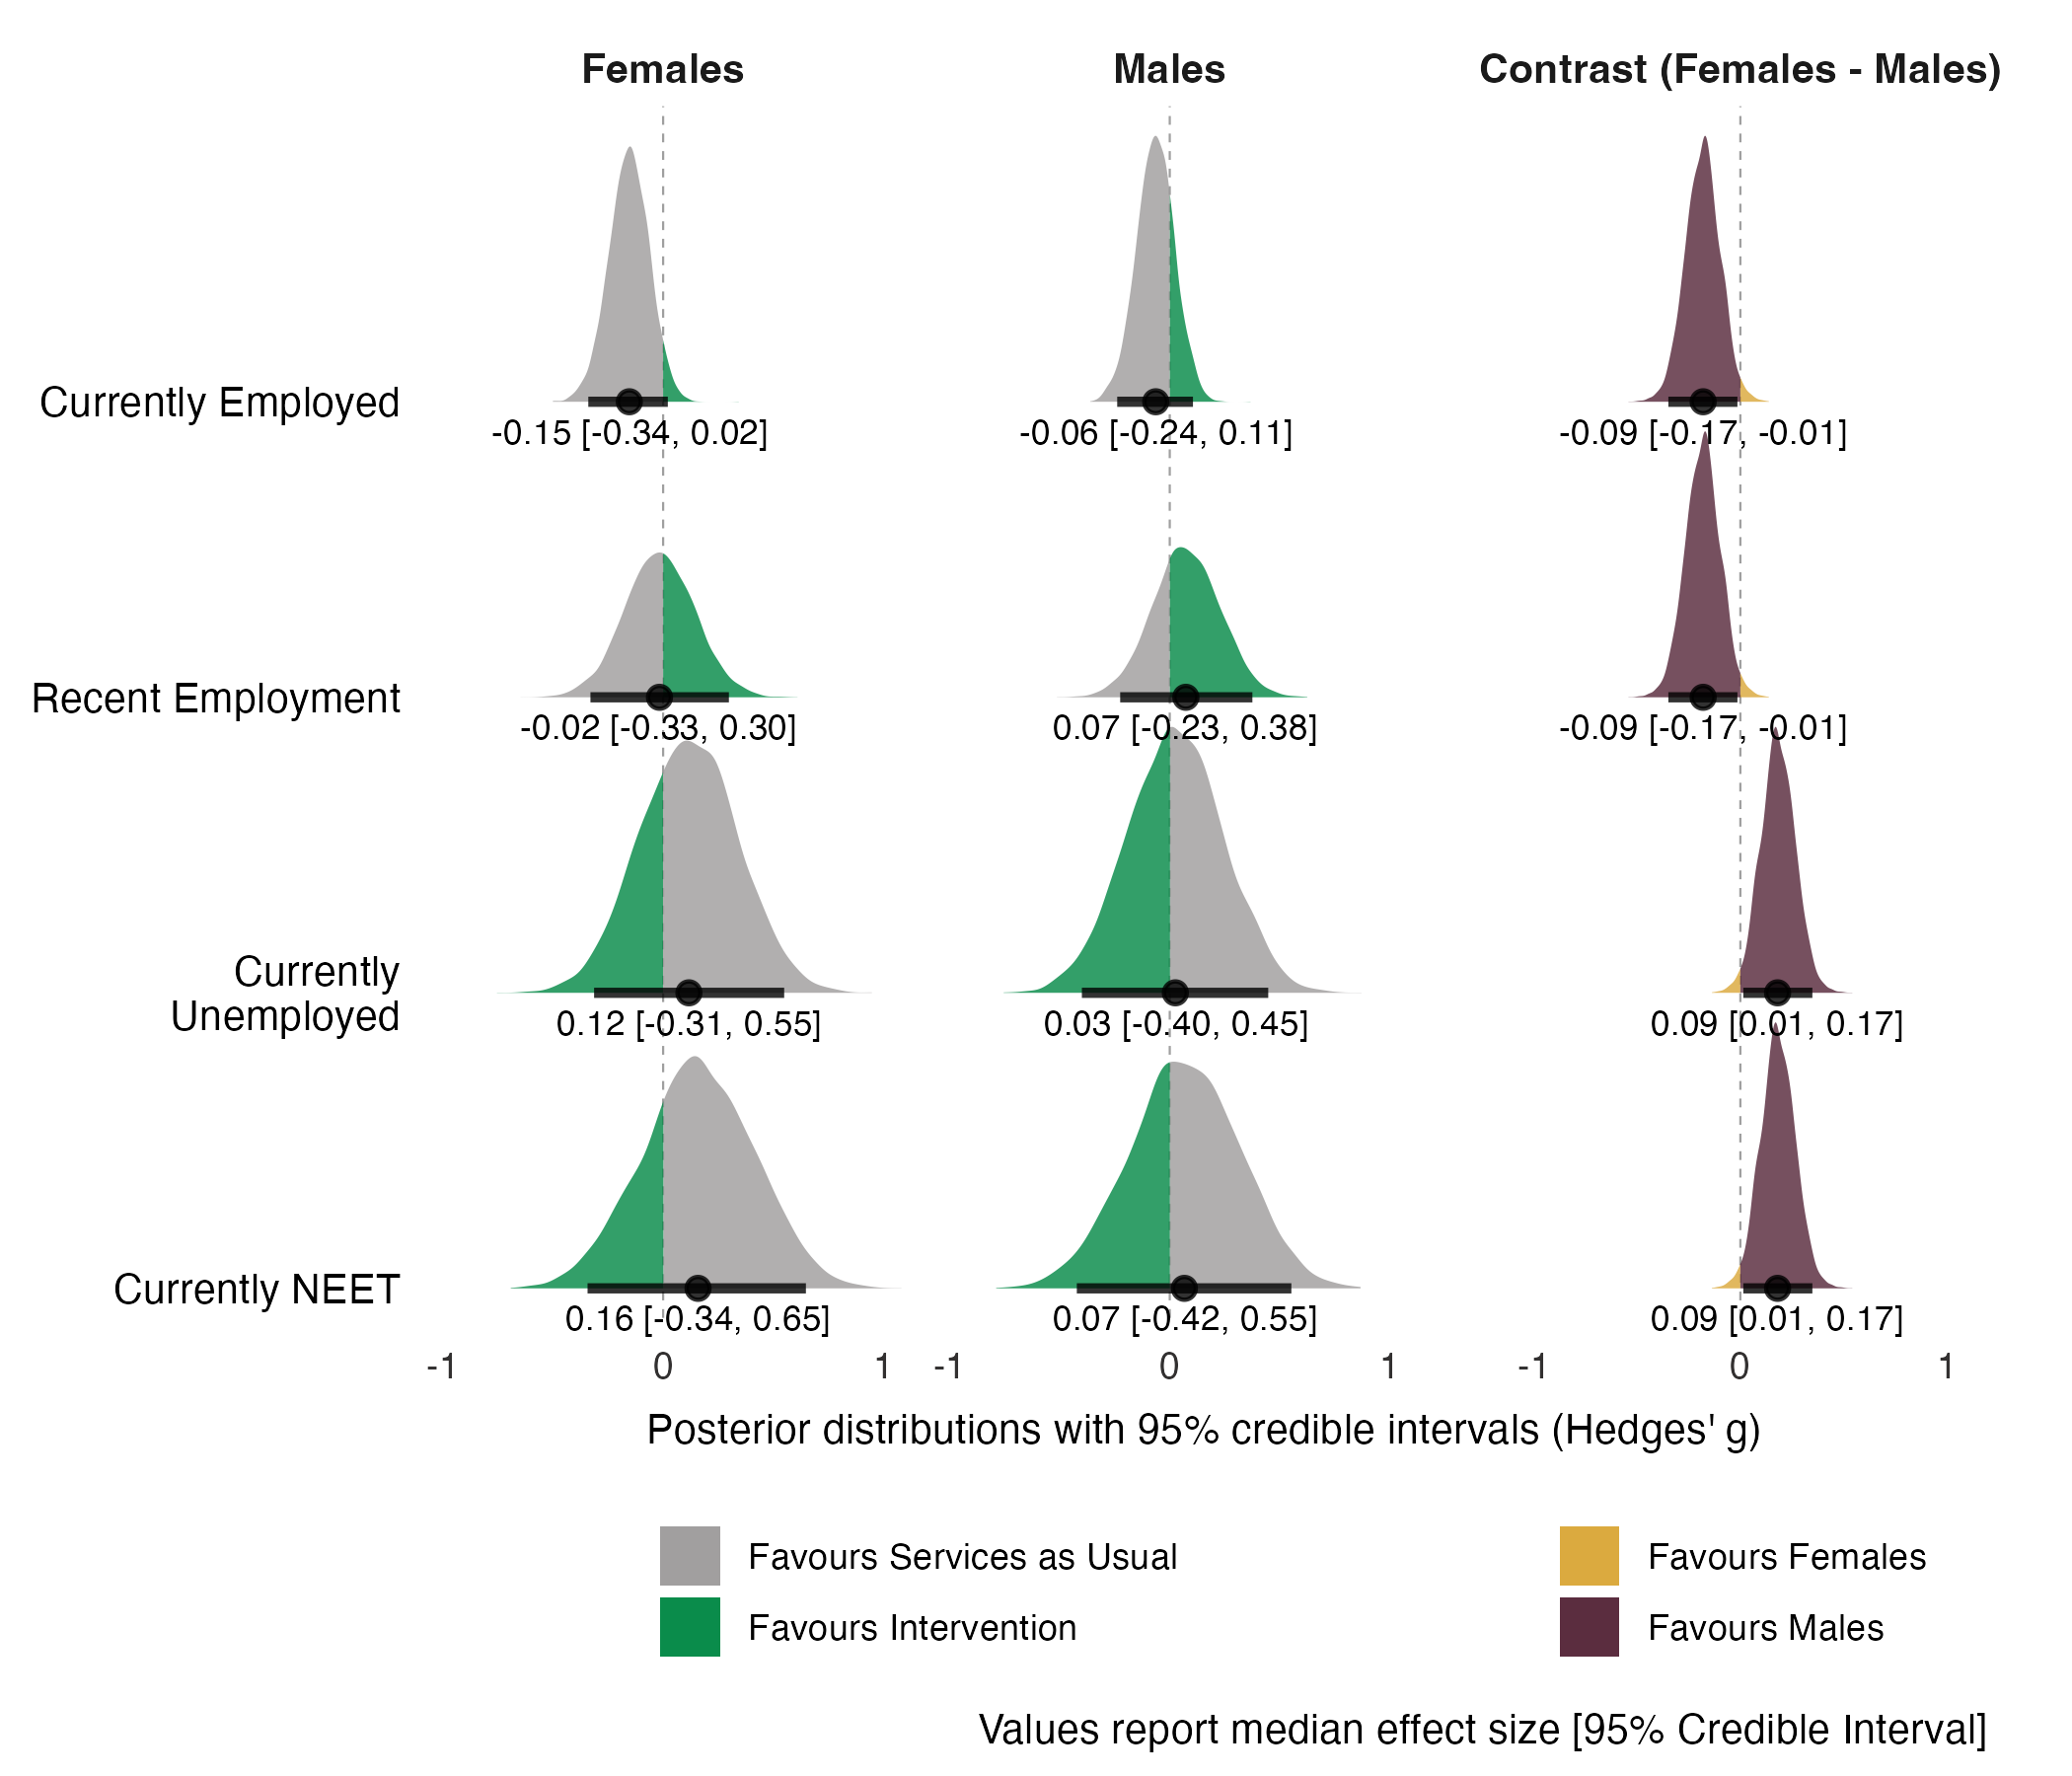 Females Males Contrast (Females - Males)
Currently Employed
-0.15 [-0.34, 0.02] -0.06 [-0.24, 0.11] -0.09 [-0.17, -0.01]
Recent Employment
-0.02 [-0.33, 0.30] 0.07 [-0.23, 0.38] -0.09 [-0.17, -0.01]
Currently
Unemployed
0.12 [-0.31, 0.55] 0.03 [-0.40, 0.45] 0.09 [0.01, 0.17]
Currently NEET
0.16 [-0.34, 0.65] 0.07 [-0.42, 0.55] 0.09 [0.01, 0.17]
-1 0 1 -1 0 1 -1 0 1
Posterior distributions with 95% credible intervals (Hedges' g)
Favours Services as Usual Favours Females
Favours Intervention Favours Males
Values report median effect size [95% Credible Interval]